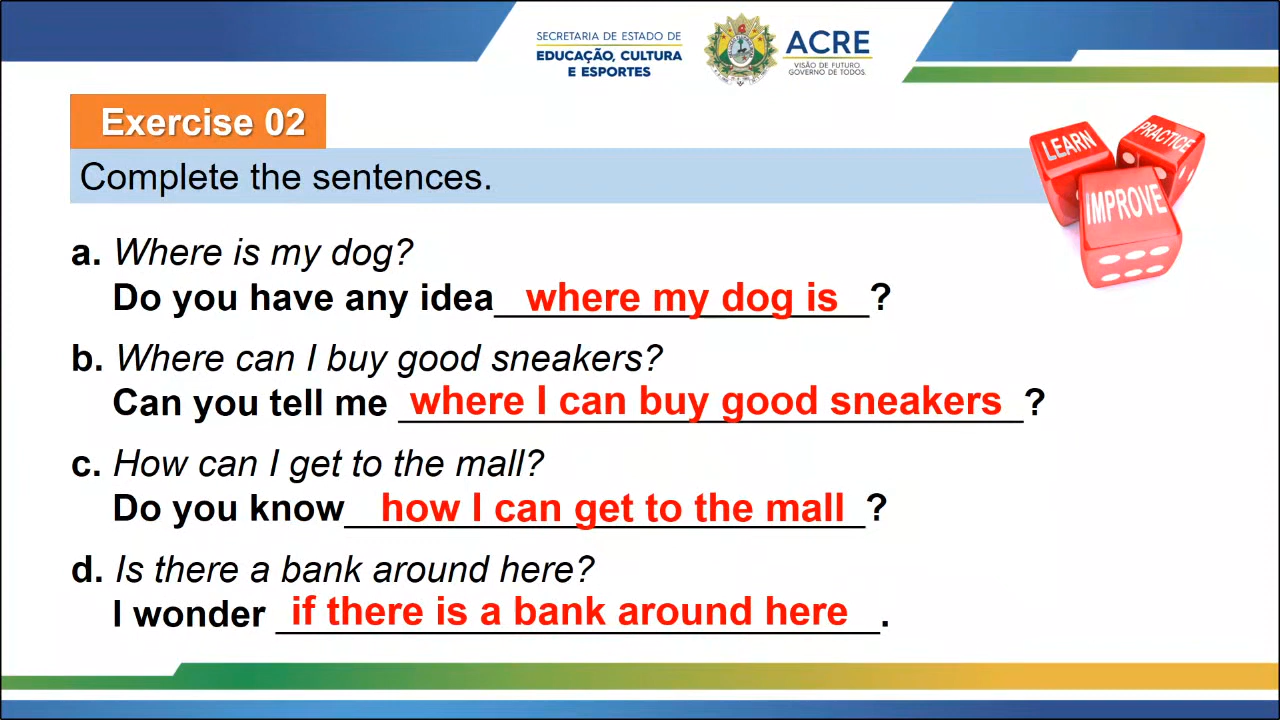 SECRETARIA DE ESTADO DE
EDUCAÇÃO, CULTURA
E ESPORTES
ACRE
VISÃO DE FUTURO
GOVERNO DE TODOS
Exercise 02
Complete the sentences.
LEARN
PRACTICE
IMPROVE
a. Where is my dog?
Do you have any idea where my dog is ?
b. Where can I buy good sneakers?
Can you tell me where I can buy good sneakers ?
c. How can I get to the mall?
Do you know how I can get to the mall ?
d. Is there a bank around here?
I wonder if there is a bank around here .